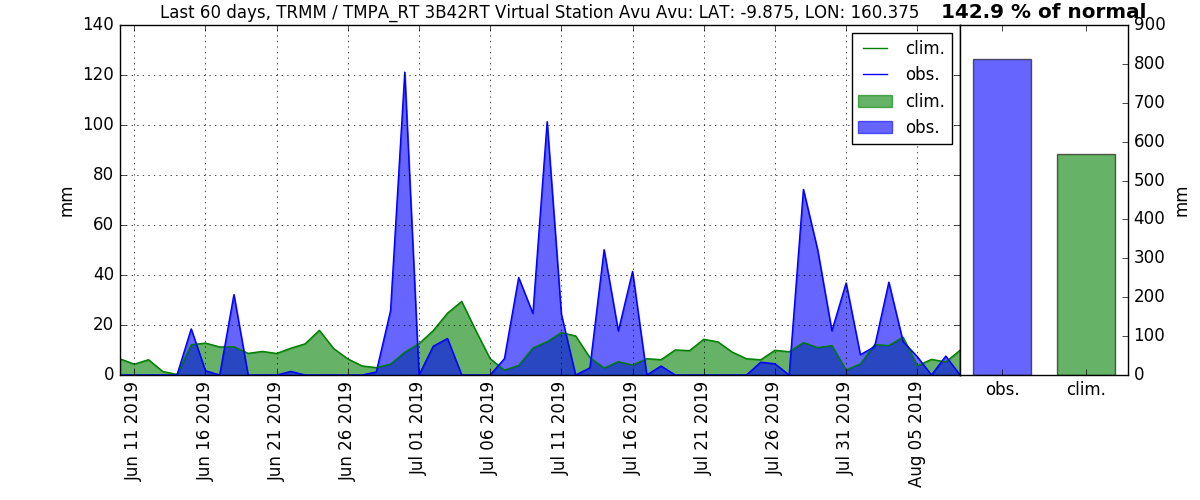 Last 60 days, TRMM / TMPA_RT 3B42RT Virtual Station Avu Avu: LAT: -9.875, LON: 160.375
142.9 % of normal
140
120
100
80
60
40
20
0
mm
clim.
obs.
clim.
obs.
900
800
700
600
500
400
300
200
100
0
mm
Jun 11 2019
Jun 16 2019
Jun 21 2019
Jun 26 2019
Jul 01 2019
Jul 06 2019
Jul 11 2019
Jul 16 2019
Jul 21 2019
Jul 26 2019
Jul 31 2019
Aug 05 2019
obs.
clim.